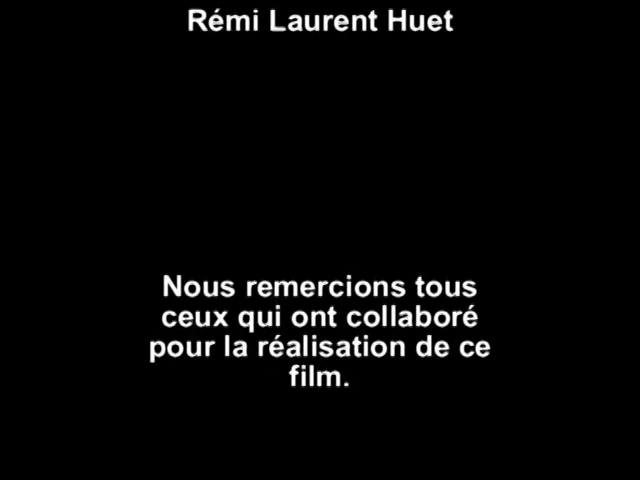 Rémi Laurent Huet
Nous remercions tous
ceux qui ont collaboré
pour la réalisation de ce
film.